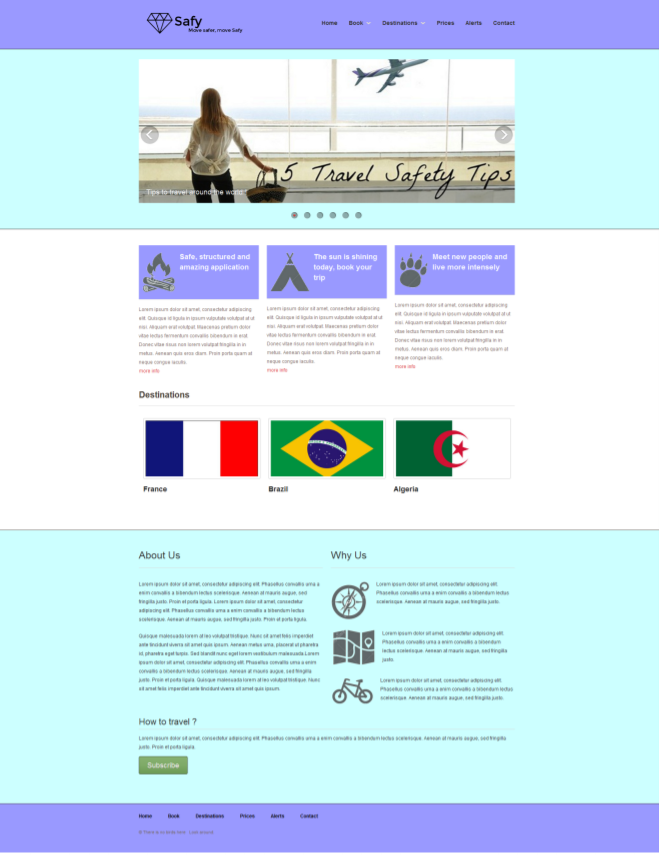 Safy
Move safer, move Safy
Home Book Destinations Prices Alerts Contact
5 Travel Safety Tips
Tips to travel around the world
Safe, structured and
amazing application
The sun is shining
today, book your
trip
Meet new people and
live more intensely
Lorem ipsum dolor sit amet, consectetur adipiscing
elit. Quisque id ligula in ipsum vulputate volutpat ut ut
nisi. Aliquam erat volutpat. Maecenas pretium dolor
vitae lectus fermentum convallis bibendum in erat.
Donec vitae risus non lorem volutpat fringilla in in
metus. Aenean quis eros diam. Proin porta quam at
neque congue iaculis.
more info
Lorem ipsum dolor sit amet, consectetur adipiscing
elit. Quisque id ligula in ipsum vulputate volutpat ut ut
nisi. Aliquam erat volutpat. Maecenas pretium dolor
vitae lectus fermentum convallis bibendum in erat.
Donec vitae risus non lorem volutpat fringilla in in
metus. Aenean quis eros diam. Proin porta quam at
neque congue iaculis.
more info
Lorem ipsum dolor sit amet, consectetur adipiscing
elit. Quisque id ligula in ipsum vulputate volutpat ut ut
nisi. Aliquam erat volutpat. Maecenas pretium dolor
vitae lectus fermentum convallis bibendum in erat.
Donec vitae risus non lorem volutpat fringilla in in
metus. Aenean quis eros diam. Proin porta quam at
neque congue iaculis.
more info
Destinations
France
Brazil
Algeria
About Us
Lorem ipsum dolor sit amet, consectetur adipiscing elit. Phasellus convallis urna a
enim convallis a bibendum lectus scelerisque. Aenean at mauris augue, sed
fringilla justo. Proin et porta ligula. Lorem ipsum dolor sit amet, consectetur
adipiscing elit. Phasellus convallis urna a enim convallis a bibendum lectus
scelerisque. Aenean at mauris augue, sed fringilla justo. Proin et porta ligula.
Quisque malesuada lorem at leo volutpat tristique. Nunc sit amet felis imperdiet
ante tincidunt viverra sit amet quis ipsum. Aenean metus urna, placerat ut pharetra
id, pharetra eget turpis. Sed blandit nunc eget lorem vestibulum malesuada.Lorem
ipsum dolor sit amet, consectetur adipiscing elit. Phasellus convallis urna a enim
convallis a bibendum lectus scelerisque. Aenean at mauris augue, sed fringilla
justo. Proin et porta ligula. Quisque malesuada lorem at leo volutpat tristique. Nunc
sit amet felis imperdiet ante tincidunt viverra sit amet quis ipsum.
Why Us
Lorem ipsum dolor sit amet, consectetur adipiscing elit.
Phasellus convallis urna a enim convallis a bibendum lectus
scelerisque. Aenean at mauris augue, sed fringilla justo.
Lorem ipsum dolor sit amet, consectetur adipiscing elit.
Phasellus convallis urna a enim convallis a bibendum
lectus scelerisque. Aenean at mauris augue, sed fringilla
justo.
Lorem ipsum dolor sit amet, consectetur adipiscing elit.
Phasellus convallis urna a enim convallis a bibendum lectus
scelerisque. Aenean at mauris augue, sed fringilla justo.
How to travel ?
Lorem ipsum dolor sit amet, consectetur adipiscing elit. Phasellus convallis urna a enim convallis a bibendum lectus scelerisque. Aenean at mauris augue, sed fringilla
justo. Proin et porta ligula.
Subscribe
Home Book Destinations Prices Alerts Contact